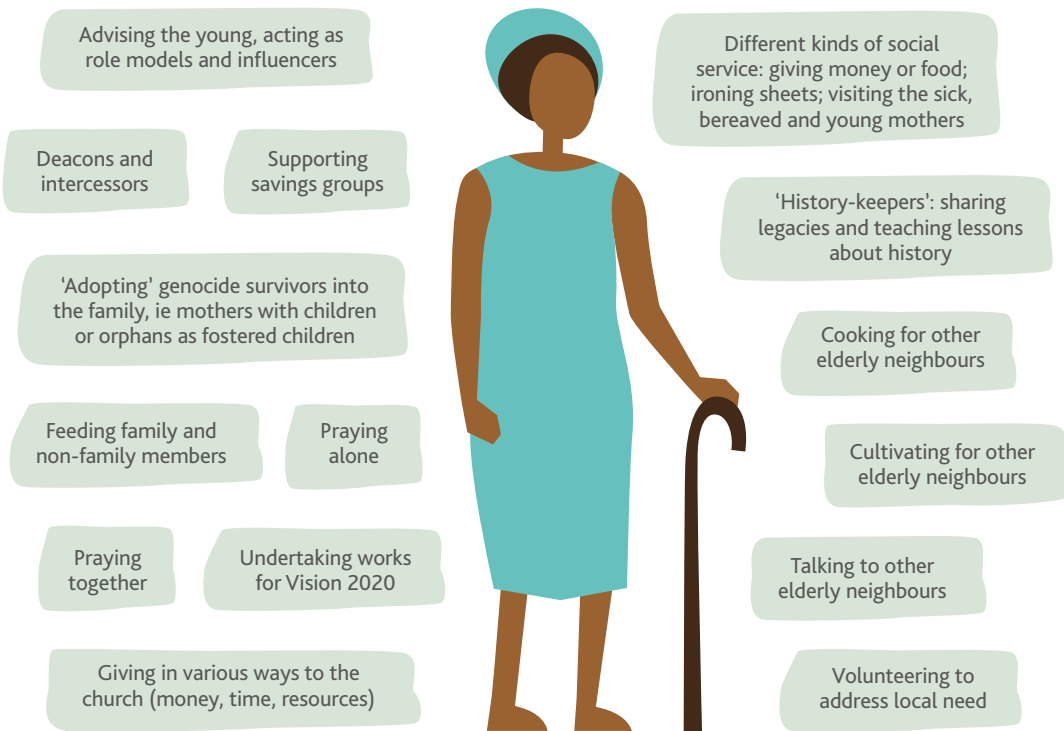 Advising the young, acting as
role models and influencers
Deacons and
intercessors
Supporting
savings groups
‘Adopting’ genocide survivors into
the family, ie mothers with children
or orphans as fostered children
Feeding family and
non-family members
Praying
alone
Praying
together
Undertaking works
for Vision 2020
Giving in various ways to the
church (money, time, resources)
Different kinds of social
service: giving money or food;
ironing sheets; visiting the sick,
bereaved and young mothers
‘History-keepers’: sharing
legacies and teaching lessons
about history
Cooking for other
elderly neighbours
Cultivating for other
elderly neighbours
Talking to other
elderly neighbours
Volunteering to
address local need